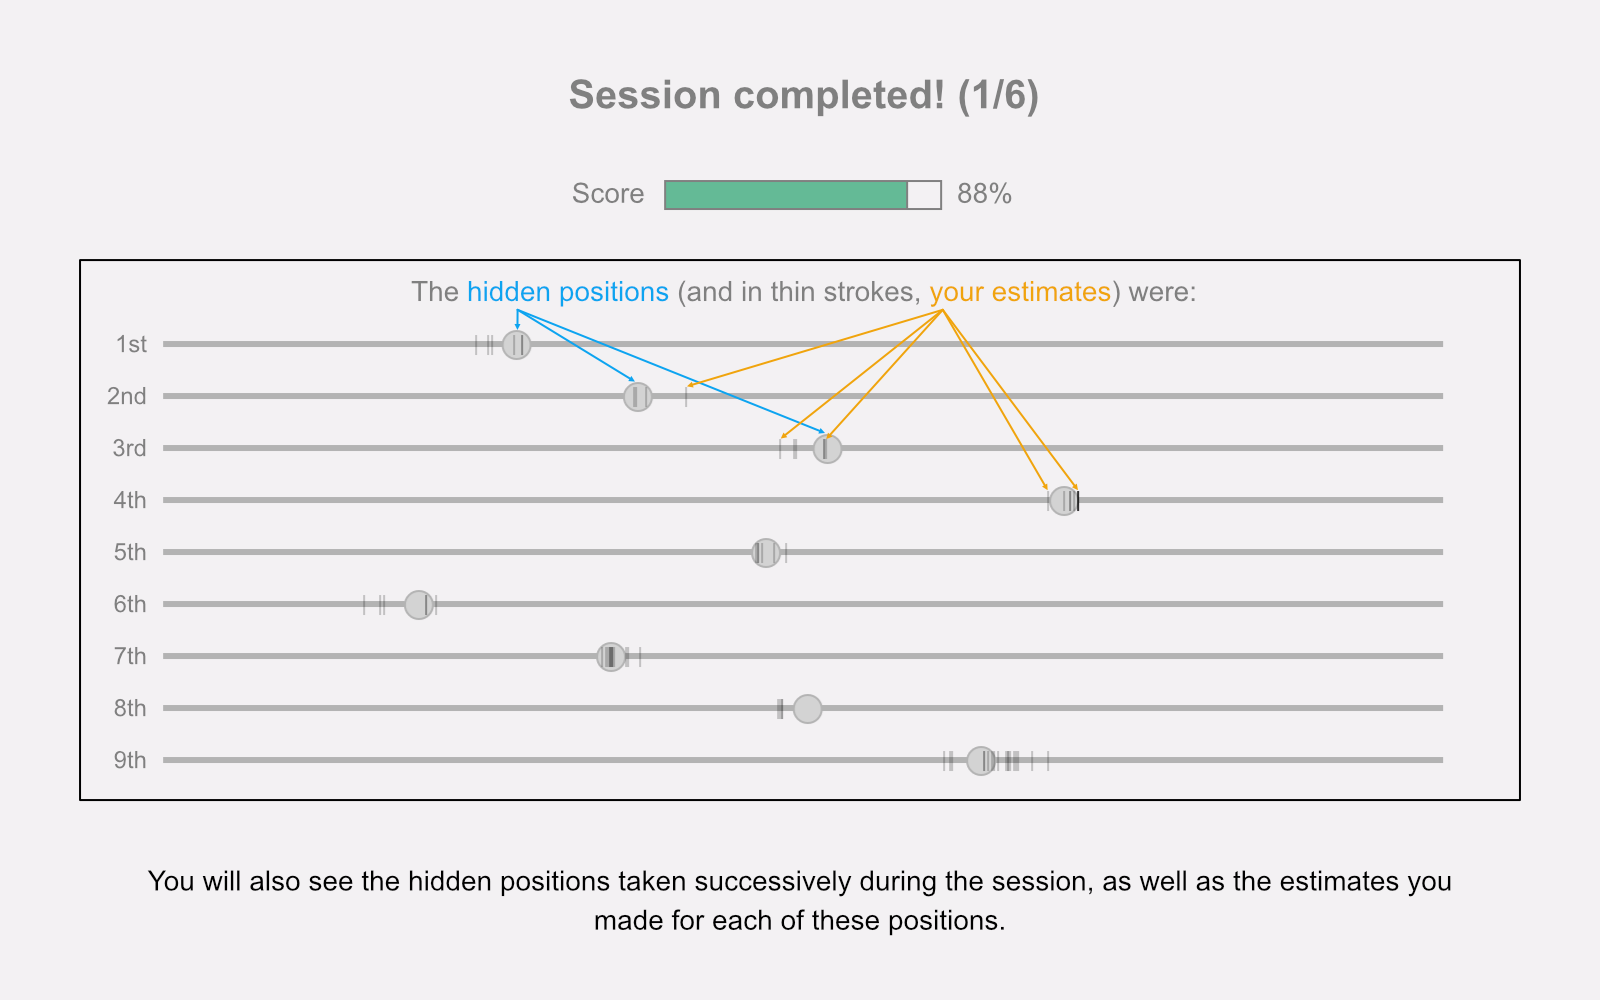 Session completed! (1/6)
Score 88%
The hidden positions (and in thin strokes, your estimates) were:
1st
2nd
3rd
4th
5th
6th
7th
8th
9th
You will also see the hidden positions taken successively during the session, as well as the estimates you
made for each of these positions.